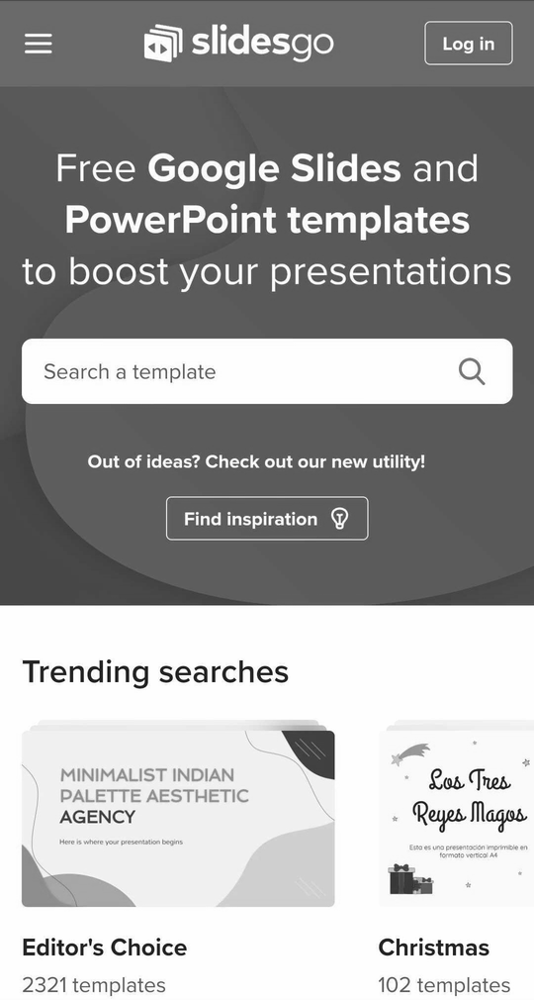 slidesgo
Log in
Free Google Slides and
PowerPoint templates
to boost your presentations
Search a template
Out of ideas? Check out our new utility!
Find inspiration
Trending searches
MINIMALIST INDIAN
PALETTE AESTHETIC
AGENCY
Here is where your presentation begins
Los Tres
Reyes Magos
Esta es una presentación imprimible en
formato vertical A4
Editor's Choice
2321 templates
Christmas
102 templates